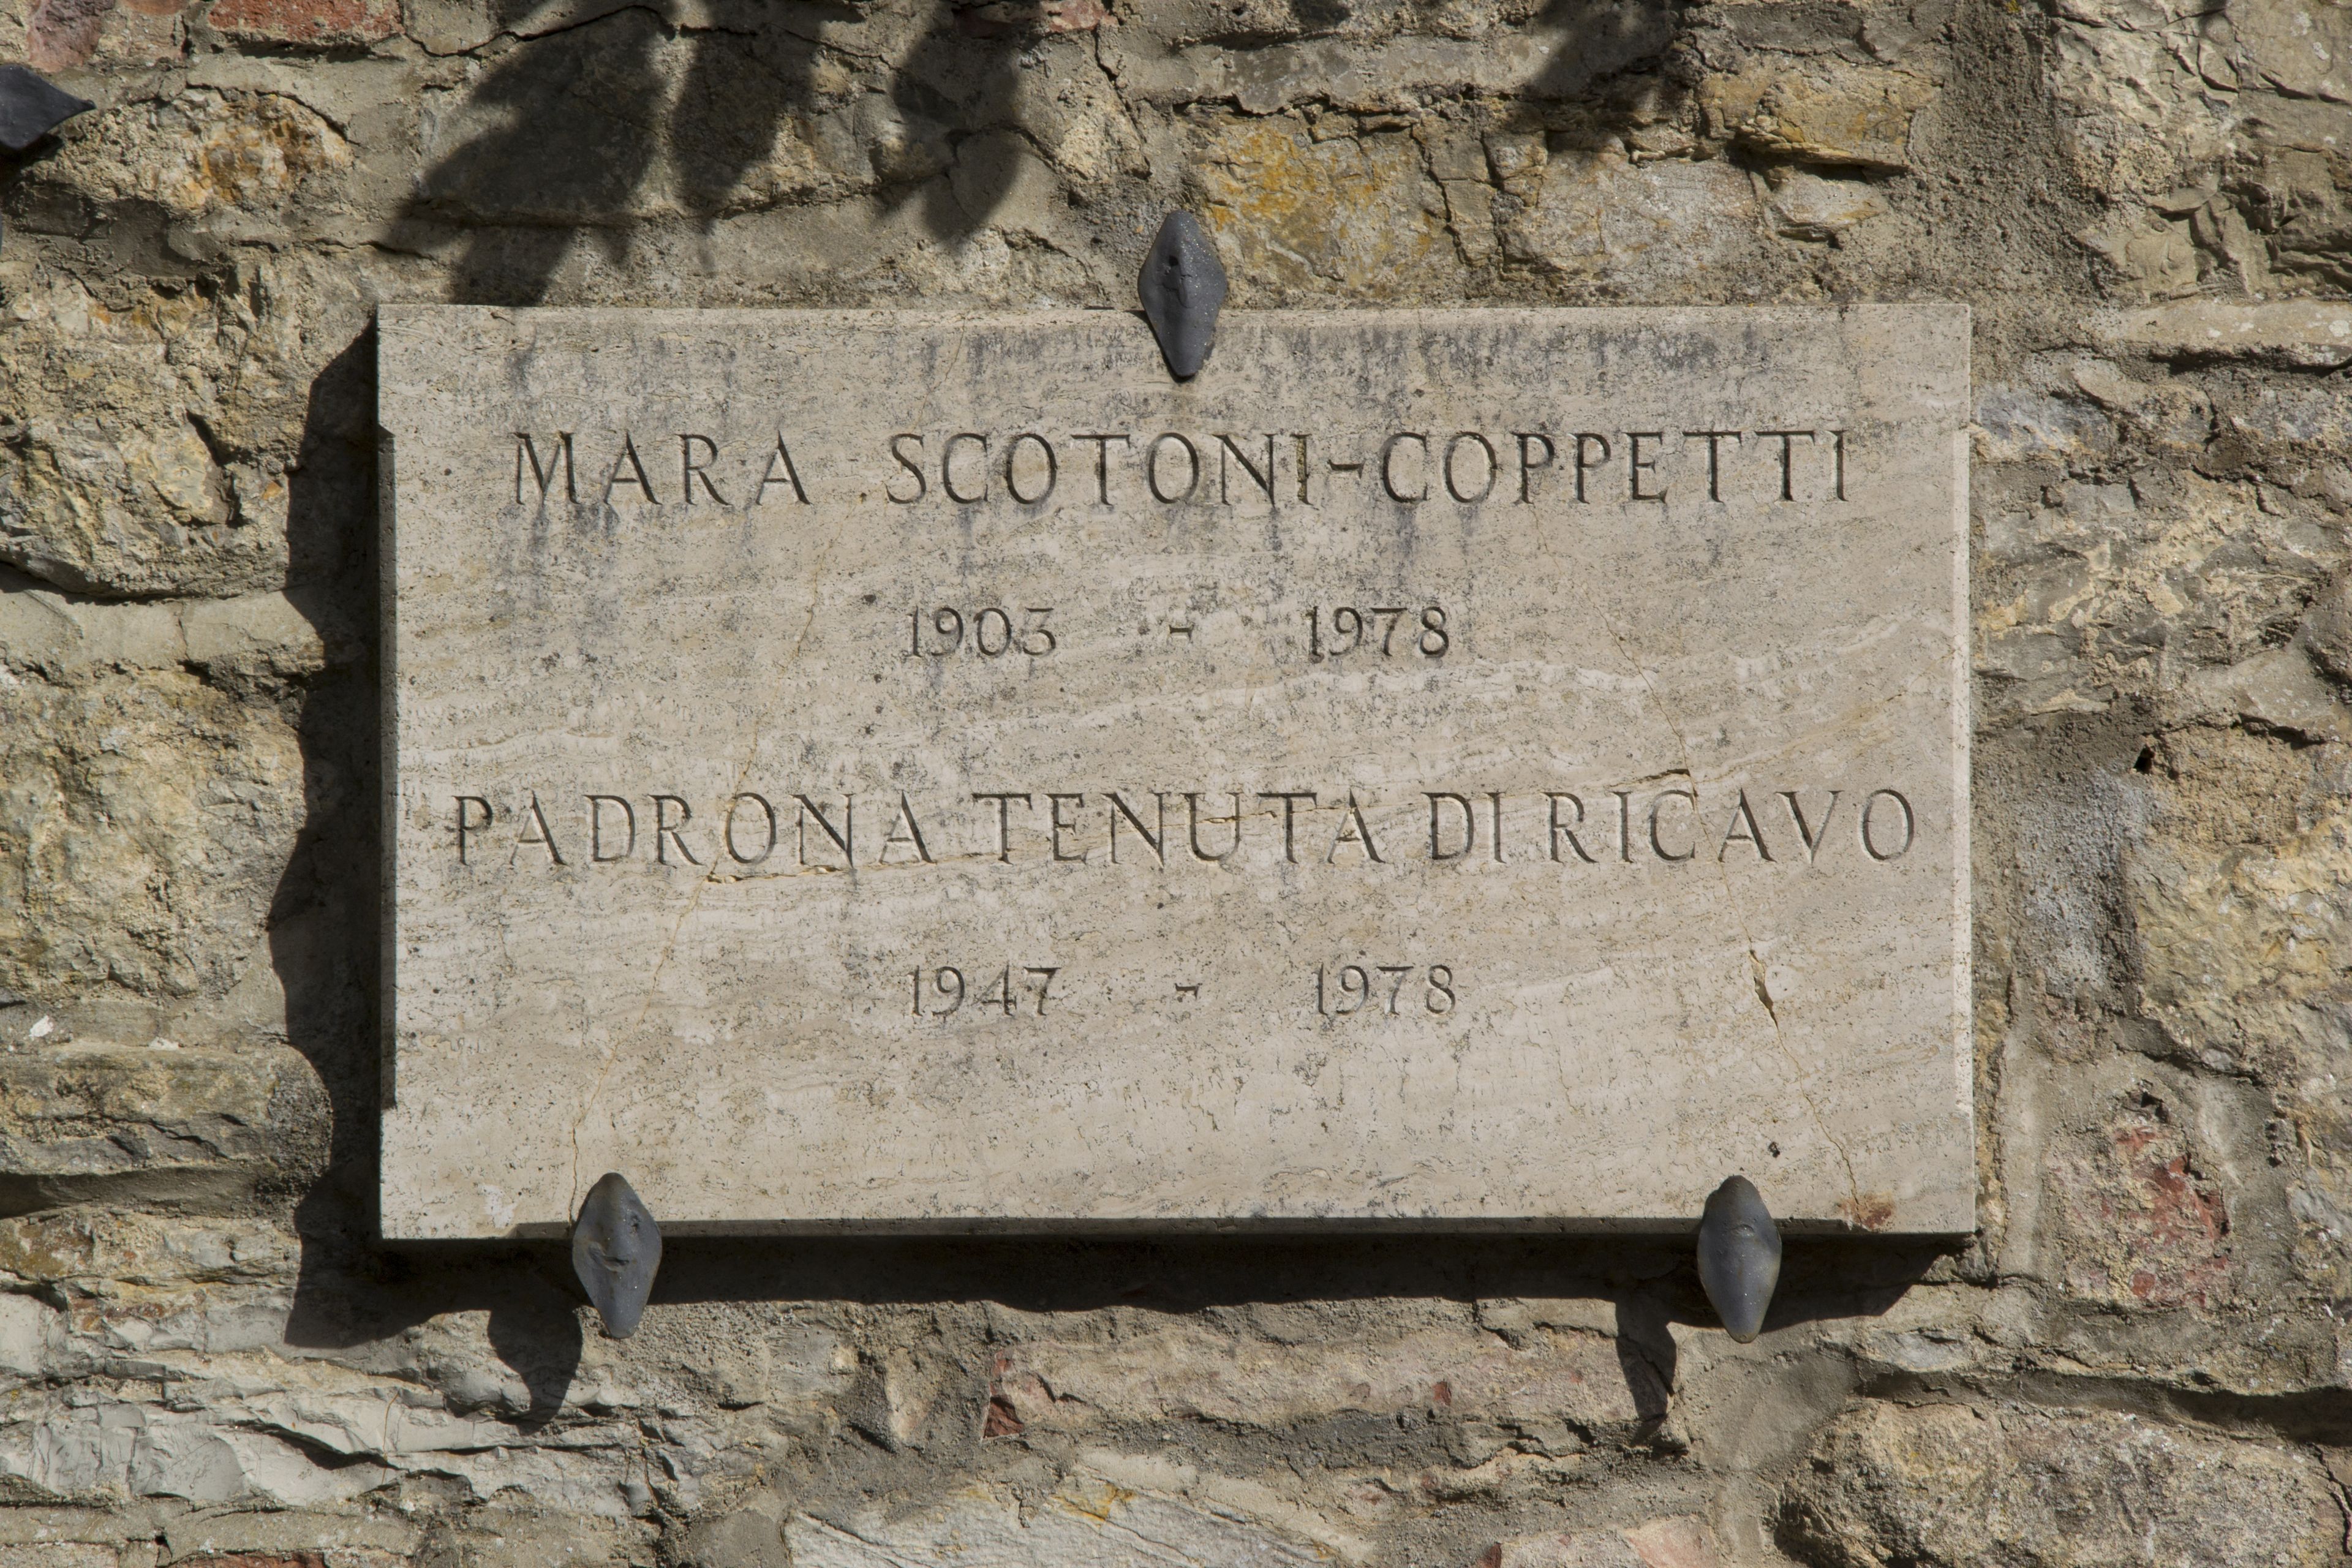 MARA SCOTONI-COPPETTI
1903 - 1978
PADRONA TENUTA DI RICAVO
1947 - 1978